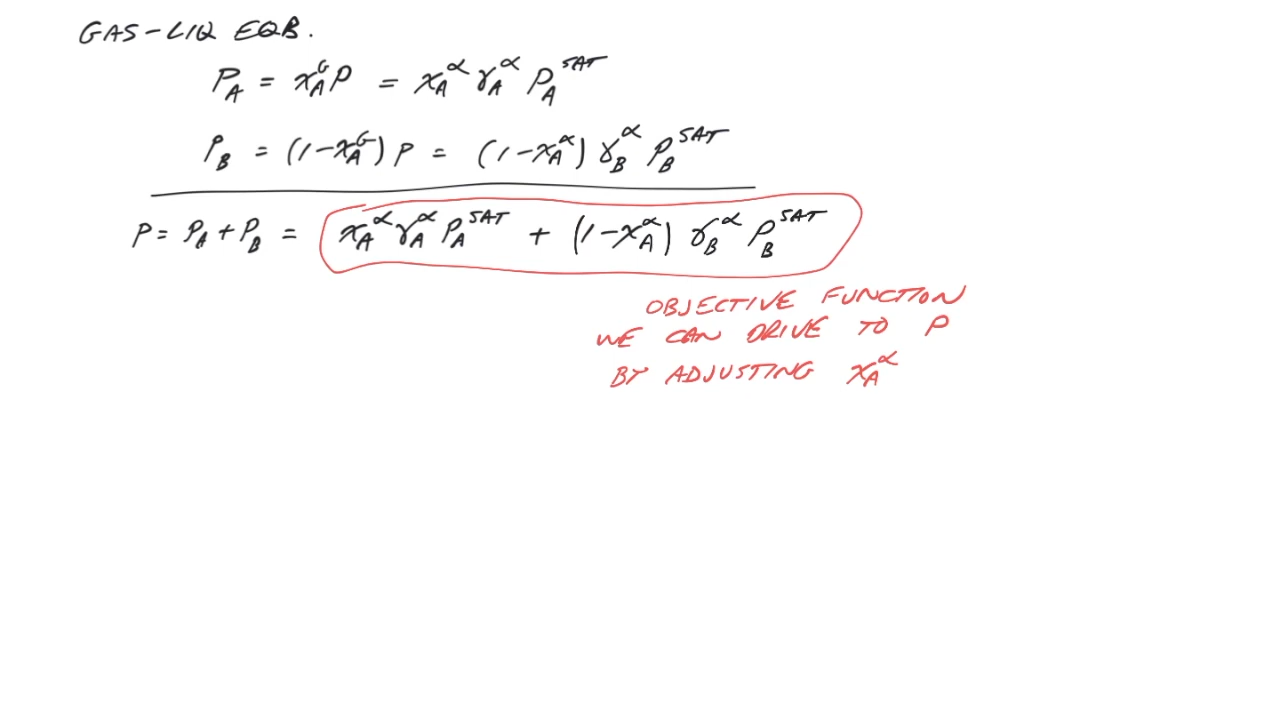 GAS-LIQ EQB.
P_A = x_A^G P = x_A^α γ_A^α P_A^SAT
P_B = (1-x_A^G) P = (1-x_A^α) γ_B^α P_B^SAT
P = P_A + P_B = x_A^α γ_A^α P_A^SAT + (1-x_A^α) γ_B^α P_B^SAT
OBJECTIVE FUNCTION
WE CAN DRIVE TO P
BY ADJUSTING x_A^α